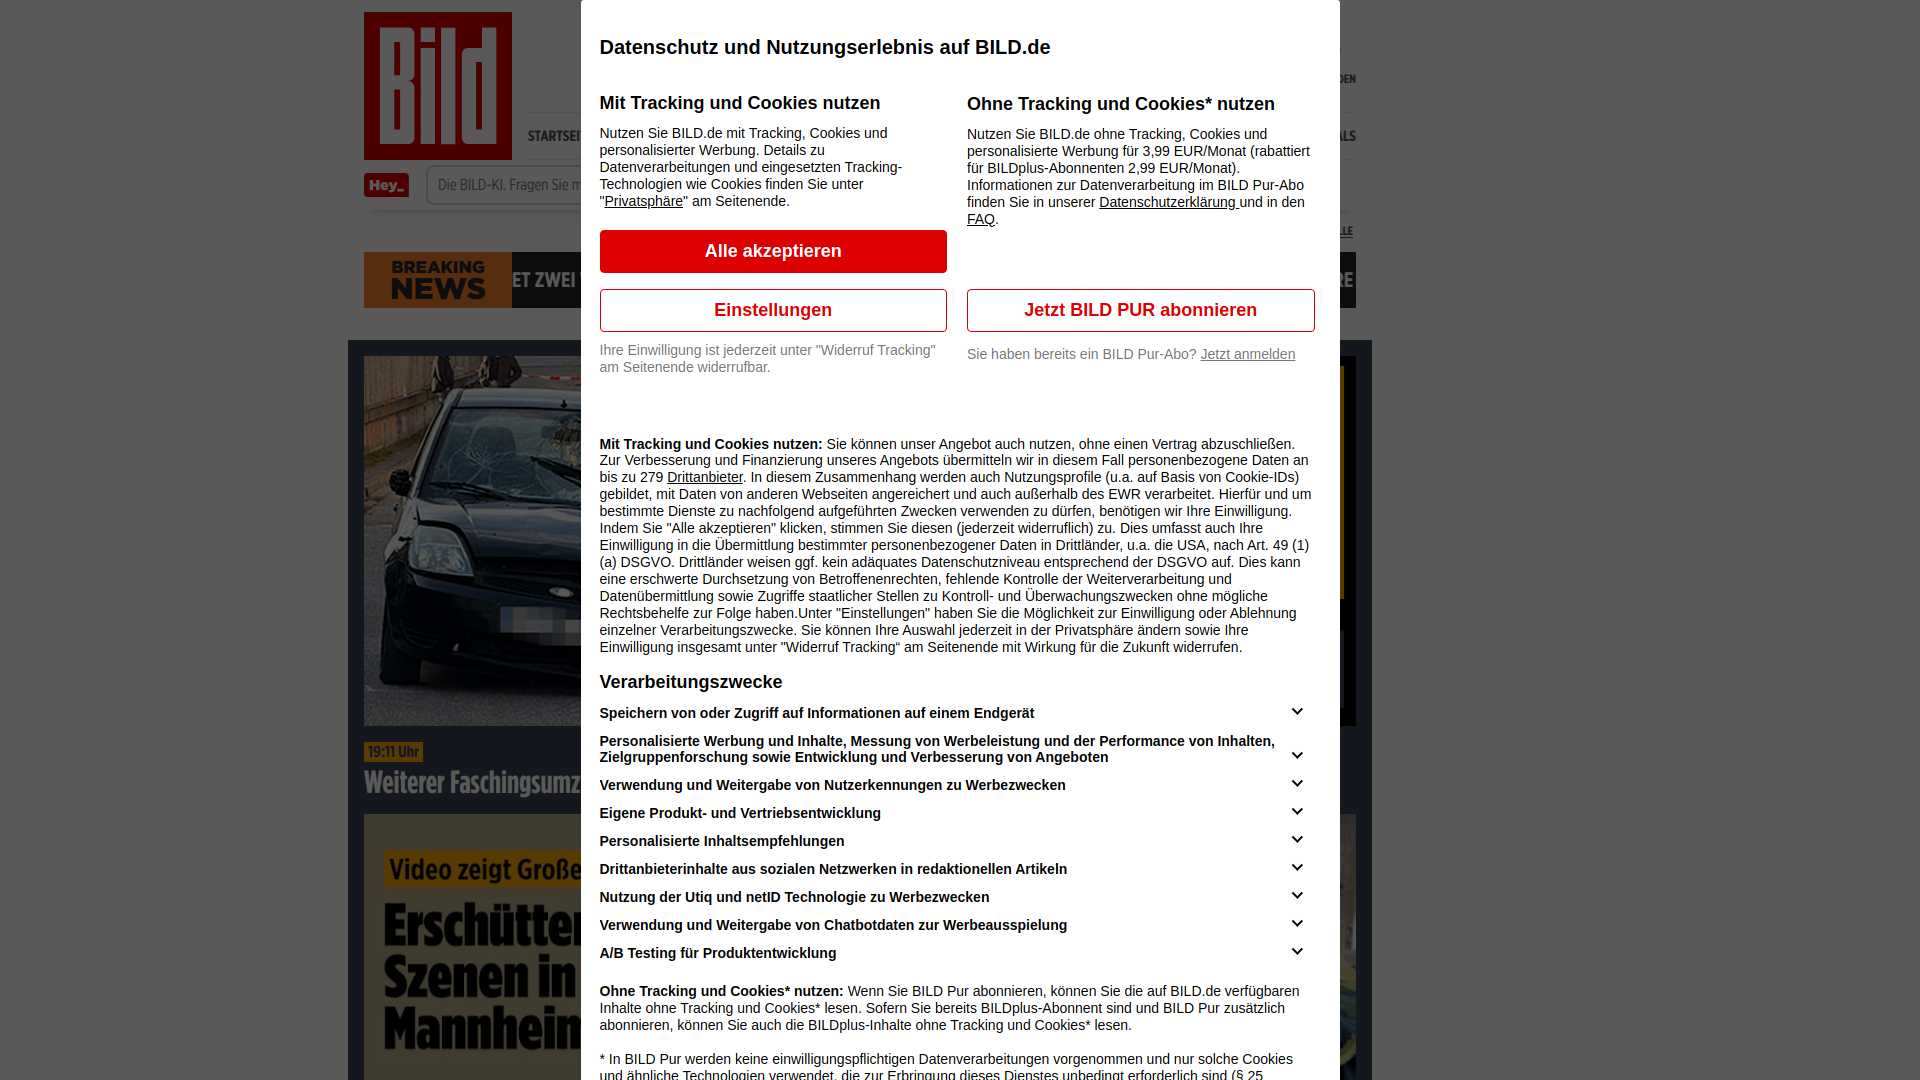 Bild
DEN
STARTSEI
ALS
Hey_
Die BILD-KI. Fragen Sie m
LLE
BREAKING
NEWS
ET ZWEI
RE
19:11 Uhr
Weiterer Faschingsumz
Video zeigt Große
Erschütter
Szenen in
Mannheim
Datenschutz und Nutzungserlebnis auf BILD.de
Mit Tracking und Cookies nutzen
Nutzen Sie BILD.de mit Tracking, Cookies und
personalisierter Werbung. Details zu
Datenverarbeitungen und eingesetzten Tracking-
Technologien wie Cookies finden Sie unter
"Privatsphäre" am Seitenende.
Alle akzeptieren
Einstellungen
Ihre Einwilligung ist jederzeit unter "Widerruf Tracking"
am Seitenende widerrufbar.
Ohne Tracking und Cookies* nutzen
Nutzen Sie BILD.de ohne Tracking, Cookies und
personalisierte Werbung für 3,99 EUR/Monat (rabattiert
für BILDplus-Abonnenten 2,99 EUR/Monat).
Informationen zur Datenverarbeitung im BILD Pur-Abo
finden Sie in unserer Datenschutzerklärung und in den
FAQ.
Jetzt BILD PUR abonnieren
Sie haben bereits ein BILD Pur-Abo? Jetzt anmelden
Mit Tracking und Cookies nutzen: Sie können unser Angebot auch nutzen, ohne einen Vertrag abzuschließen.
Zur Verbesserung und Finanzierung unseres Angebots übermitteln wir in diesem Fall personenbezogene Daten an
bis zu 279 Drittanbieter. In diesem Zusammenhang werden auch Nutzungsprofile (u.a. auf Basis von Cookie-IDs)
gebildet, mit Daten von anderen Webseiten angereichert und auch außerhalb des EWR verarbeitet. Hierfür und um
bestimmte Dienste zu nachfolgend aufgeführten Zwecken verwenden zu dürfen, benötigen wir Ihre Einwilligung.
Indem Sie "Alle akzeptieren" klicken, stimmen Sie diesen (jederzeit widerruflich) zu. Dies umfasst auch Ihre
Einwilligung in die Übermittlung bestimmter personenbezogener Daten in Drittländer, u.a. die USA, nach Art. 49 (1)
(a) DSGVO. Drittländer weisen ggf. kein adäquates Datenschutzniveau entsprechend der DSGVO auf. Dies kann
eine erschwerte Durchsetzung von Betroffenenrechten, fehlende Kontrolle der Weiterverarbeitung und
Datenübermittlung sowie Zugriffe staatlicher Stellen zu Kontroll- und Überwachungszwecken ohne mögliche
Rechtsbehelfe zur Folge haben.Unter "Einstellungen" haben Sie die Möglichkeit zur Einwilligung oder Ablehnung
einzelner Verarbeitungszwecke. Sie können Ihre Auswahl jederzeit in der Privatsphäre ändern sowie Ihre
Einwilligung insgesamt unter "Widerruf Tracking“ am Seitenende mit Wirkung für die Zukunft widerrufen.
Verarbeitungszwecke
Speichern von oder Zugriff auf Informationen auf einem Endgerät
Personalisierte Werbung und Inhalte, Messung von Werbeleistung und der Performance von Inhalten,
Zielgruppenforschung sowie Entwicklung und Verbesserung von Angeboten
Verwendung und Weitergabe von Nutzerkennungen zu Werbezwecken
Eigene Produkt- und Vertriebsentwicklung
Personalisierte Inhaltsempfehlungen
Drittanbieterinhalte aus sozialen Netzwerken in redaktionellen Artikeln
Nutzung der Utiq und netID Technologie zu Werbezwecken
Verwendung und Weitergabe von Chatbotdaten zur Werbeausspielung
A/B Testing für Produktentwicklung
Ohne Tracking und Cookies* nutzen: Wenn Sie BILD Pur abonnieren, können Sie die auf BILD.de verfügbaren
Inhalte ohne Tracking und Cookies* lesen. Sofern Sie bereits BILDplus-Abonnent sind und BILD Pur zusätzlich
abonnieren, können Sie auch die BILDplus-Inhalte ohne Tracking und Cookies* lesen.
* In BILD Pur werden keine einwilligungspflichtigen Datenverarbeitungen vorgenommen und nur solche Cookies
und ähnliche Technologien verwendet, die zur Erbringung dieses Dienstes unbedingt erforderlich sind (§ 25